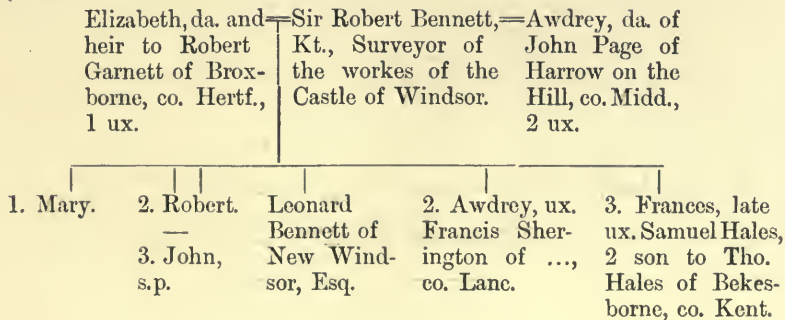 Elizabeth, da. and
heir to Robert
Garnett of Brox-
borne, co. Hertf.,
1 ux.
Sir Robert Bennett,
Kt., Surveyor of
the workes of the
Castle of Windsor.
Awdrey, da. of
John Page of
Harrow on the
Hill, co. Midd.,
2 ux.
1. Mary.
2. Robert.
—
3. John,
s.p.
Leonard
Bennett of
New Wind-
sor, Esq.
2. Awdrey, ux.
Francis Sher-
ington of ...,
co. Lanc.
3. Frances, late
ux. Samuel Hales,
2 son to Tho.
Hales of Bekes-
borne, co. Kent.